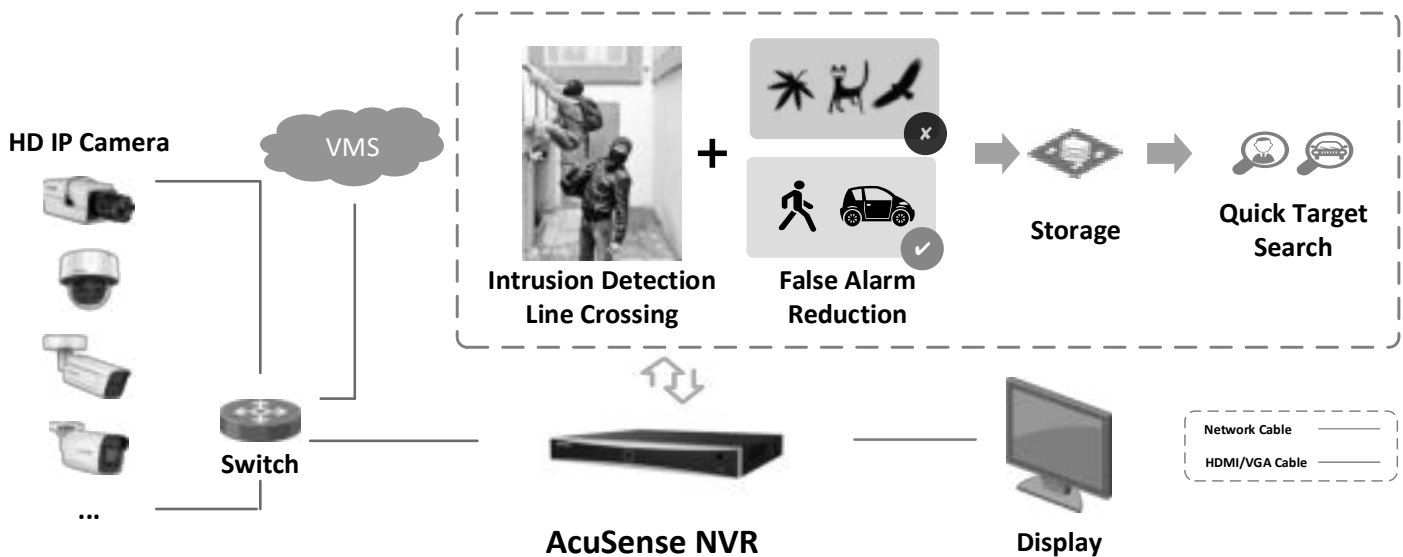 HD IP Camera
VMS
Intrusion Detection
Line Crossing
+
False Alarm
Reduction
Storage
Quick Target
Search
Switch
...
AcuSense NVR
Display
Network Cable
HDMI/VGA Cable